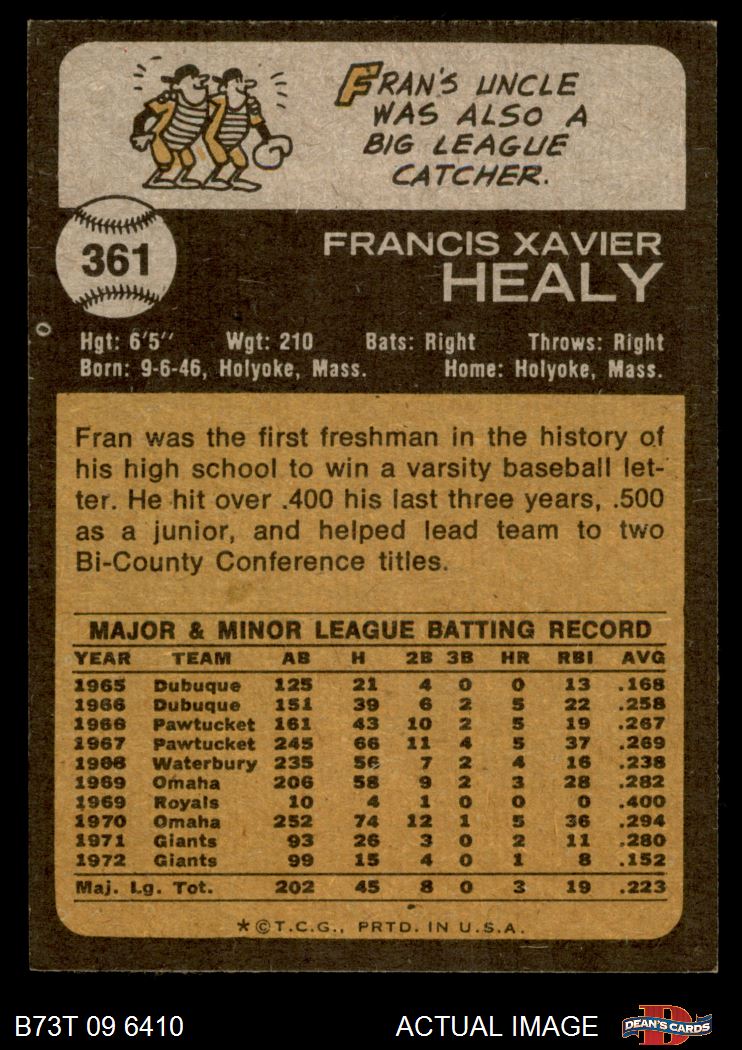 FRAN'S UNCLE
WAS ALSO A
BIG LEAGUE
CATCHER.
361
FRANCIS XAVIER
HEALY
Hgt: 6'5" Wgt: 210 Bats: Right Throws: Right
Born: 9-6-46, Holyoke, Mass. Home: Holyoke, Mass.
Fran was the first freshman in the history of
his high school to win a varsity baseball let-
ter. He hit over .400 his last three years, .500
as a junior, and helped lead team to two
Bi-County Conference titles.
MAJOR & MINOR LEAGUE BATTING RECORD
YEAR TEAM AB H 2B 3B HR RBI AVG
1965 Dubuque 125 21 4 0 0 13 .168
1966 Dubuque 151 39 6 2 5 22 .258
1966 Pawtucket 161 43 10 2 5 19 .267
1967 Pawtucket 245 66 11 4 5 37 .269
1968 Waterbury 235 56 7 2 4 16 .238
1969 Omaha 206 58 9 2 3 28 .282
1969 Royals 10 4 1 0 0 0 .400
1970 Omaha 252 74 12 1 5 36 .294
1971 Giants 93 26 3 0 2 11 .280
1972 Giants 99 15 4 0 1 8 .152
Maj. Lg. Tot. 202 45 8 0 3 19 .223
*©T.C.G., PRTD. IN U.S.A.
B73T 09 6410 ACTUAL IMAGE
D
DEAN'S CARDS